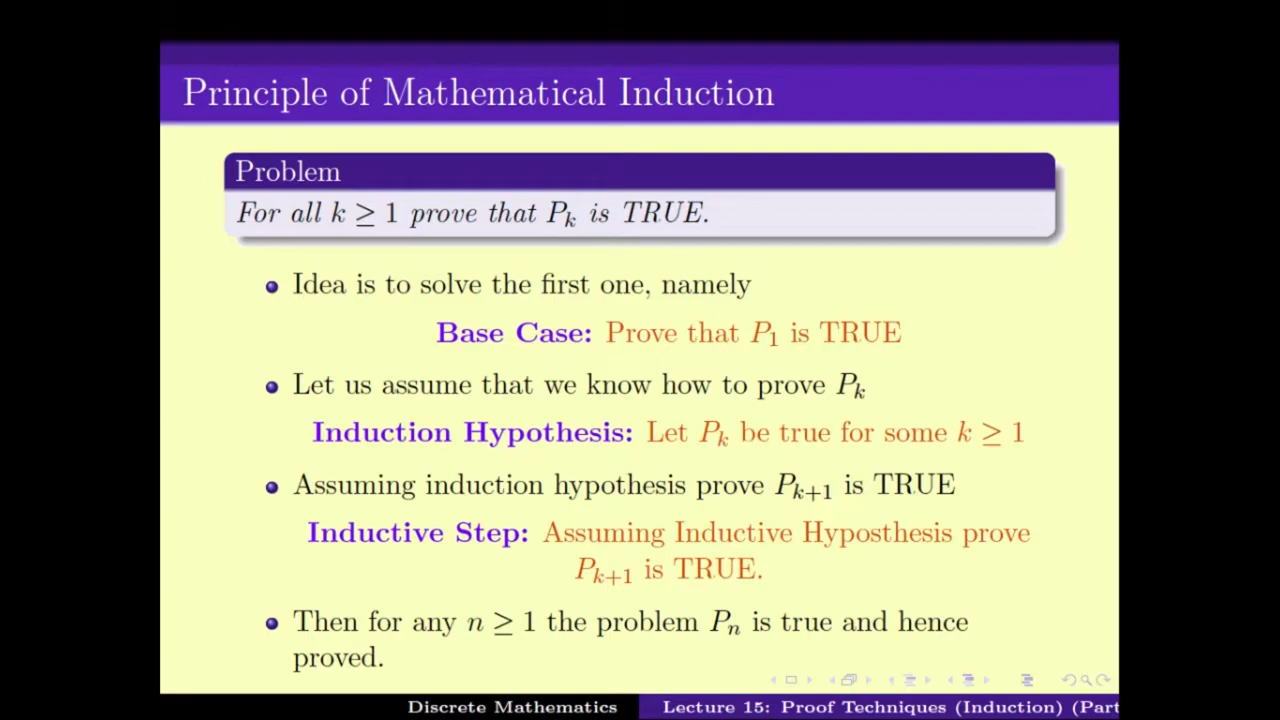 Principle of Mathematical Induction
Problem
For all k ≥ 1 prove that Pₖ is TRUE.
Idea is to solve the first one, namely
Base Case: Prove that P₁ is TRUE
Let us assume that we know how to prove Pₖ
Induction Hypothesis: Let Pₖ be true for some k ≥ 1
Assuming induction hypothesis prove Pₖ₊₁ is TRUE
Inductive Step: Assuming Inductive Hyposthesis prove
Pₖ₊₁ is TRUE.
Then for any n ≥ 1 the problem Pₙ is true and hence
proved.
Discrete Mathematics
Lecture 15: Proof Techniques (Induction) (Part